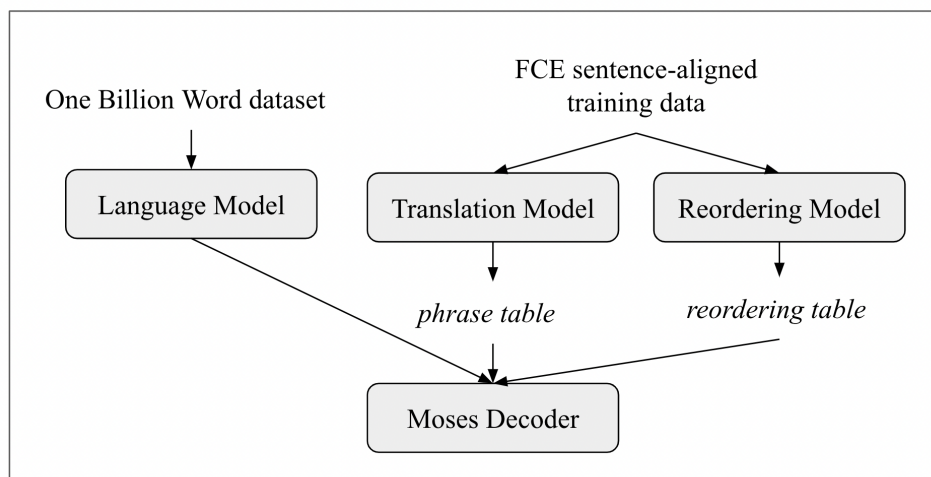 FCE sentence-aligned
training data
One Billion Word dataset
Language Model
Translation Model
Reordering Model
phrase table
reordering table
Moses Decoder